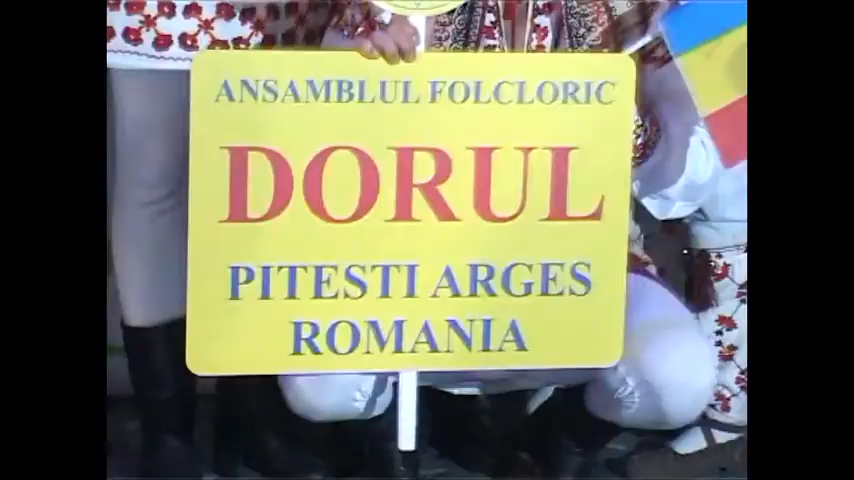 ANSAMBLUL FOLCLORIC
DORUL
PITESTI ARGES
ROMANIA